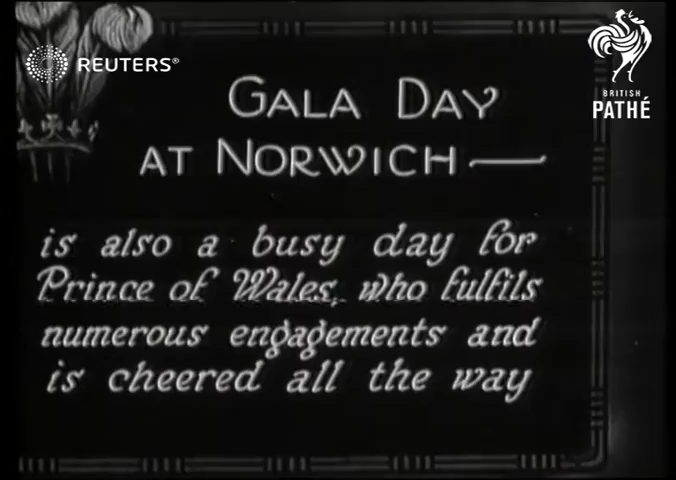 REUTERS®
BRITISH
PATHÉ
GALA DAY
AT NORWICH —
is also a busy day for
Prince of Wales, who fulfils
numerous engagements and
is cheered all the way